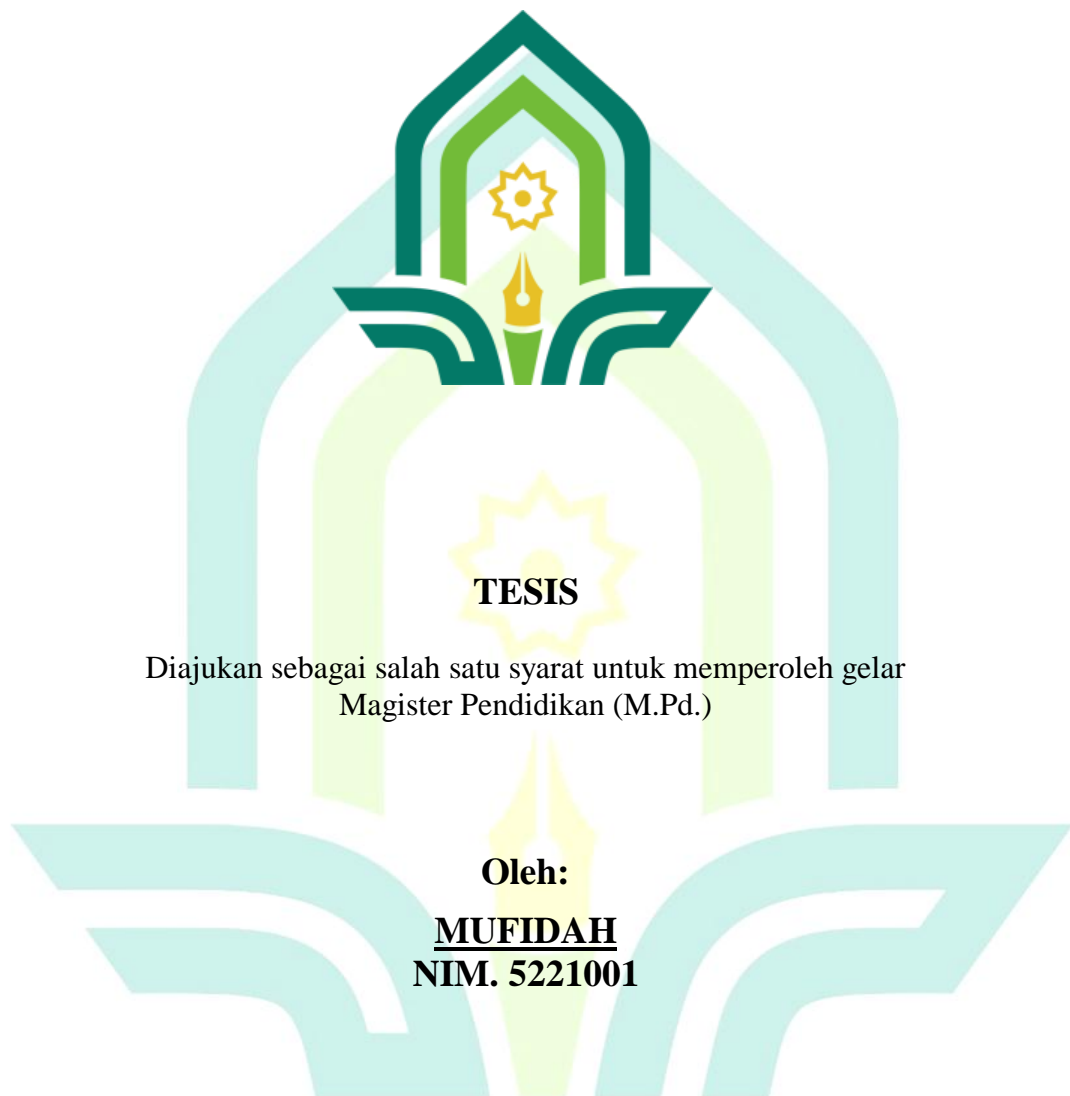 TESIS
Diajukan sebagai salah satu syarat untuk memperoleh gelar
Magister Pendidikan (M.Pd.)
Oleh:
MUFIDAH
NIM. 5221001